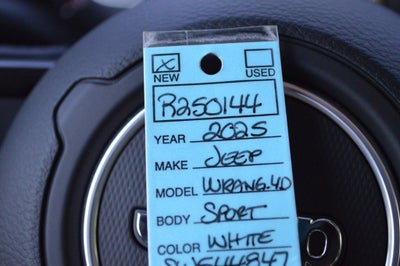 X
NEW USED
R250144
YEAR 2025
MAKE JEEP
MODEL WRANG.4D
BODY SPORT
COLOR WHITE